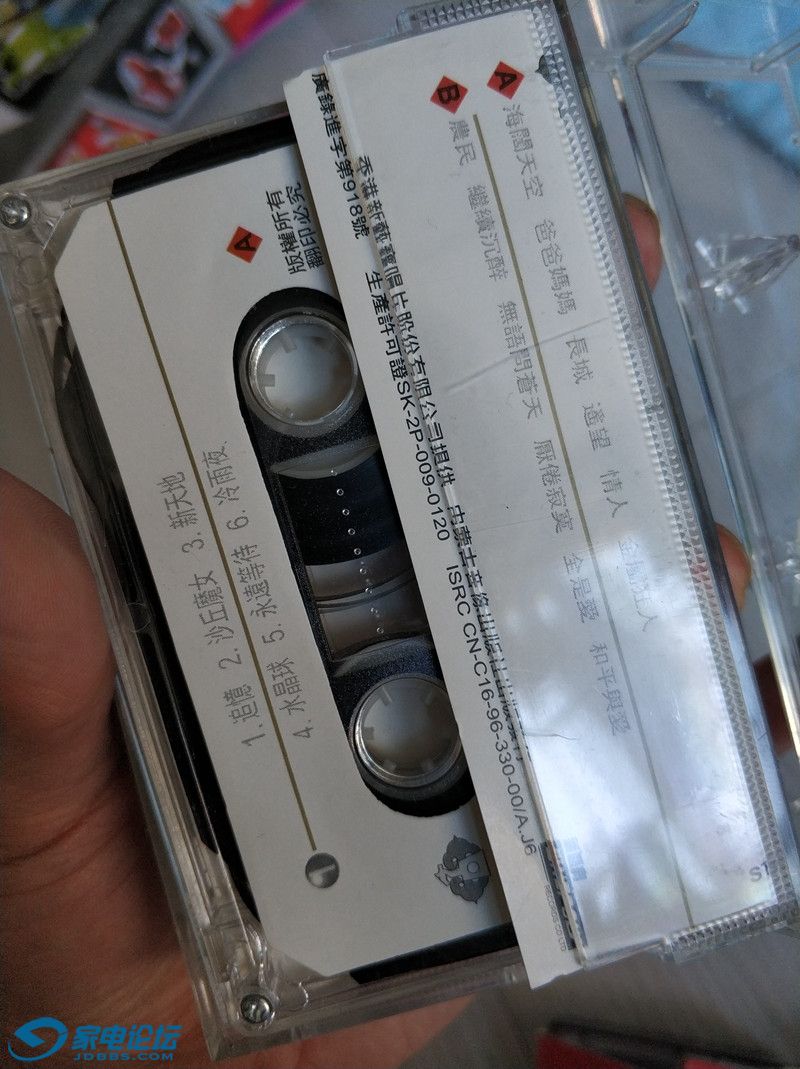 A
海闊天空 爸爸媽媽 長城 遙望 情人 金屬狂人
B
農民 繼續沉醉 無語問蒼天 厭倦寂寞 全是愛 和平與愛
香港新藝寶唱片股份有限公司提供
廣錄進字第918號 生產許可證SK-2P-009-0120 ISRC CN-C16-96-330-00/A.J6
版權所有
翻印必究
A
1. 追憶 2. 沙丘魔女 3. 新天地
4. 水晶球 5. 永遠等待 6. 冷雨夜
1
家电论坛
JDBBS.COM